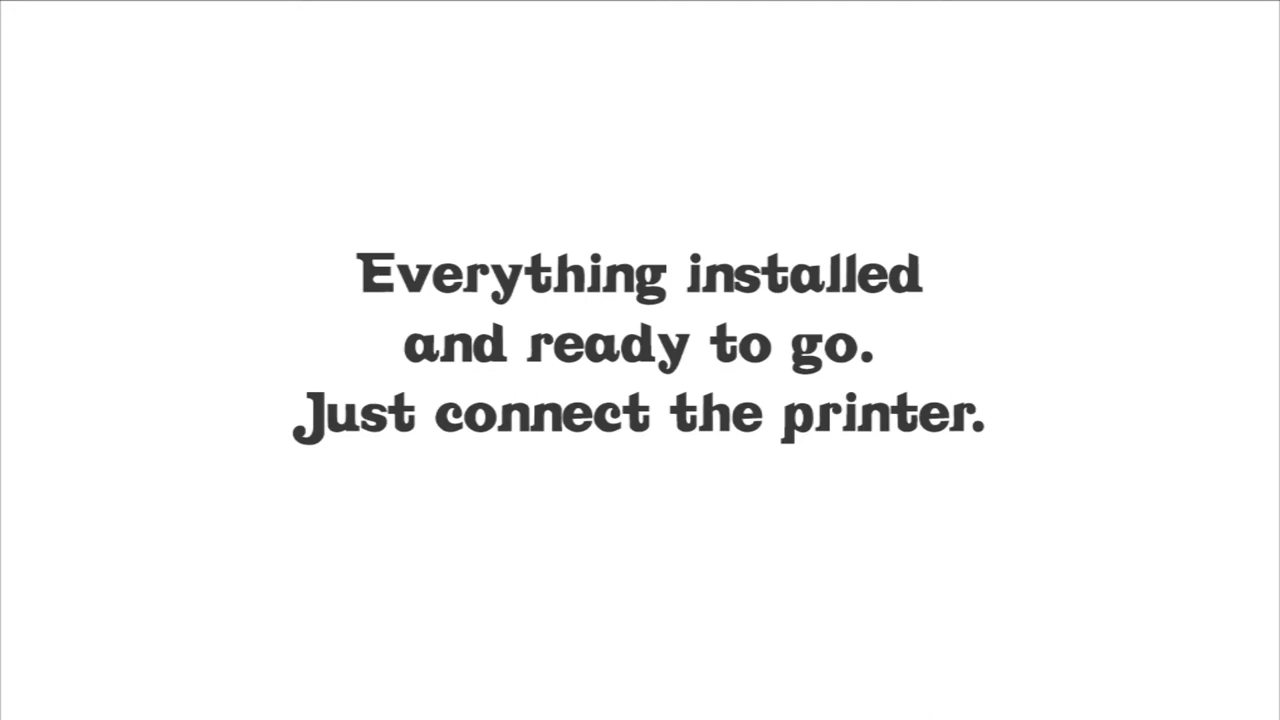 Everything installed
and ready to go.
Just connect the printer.